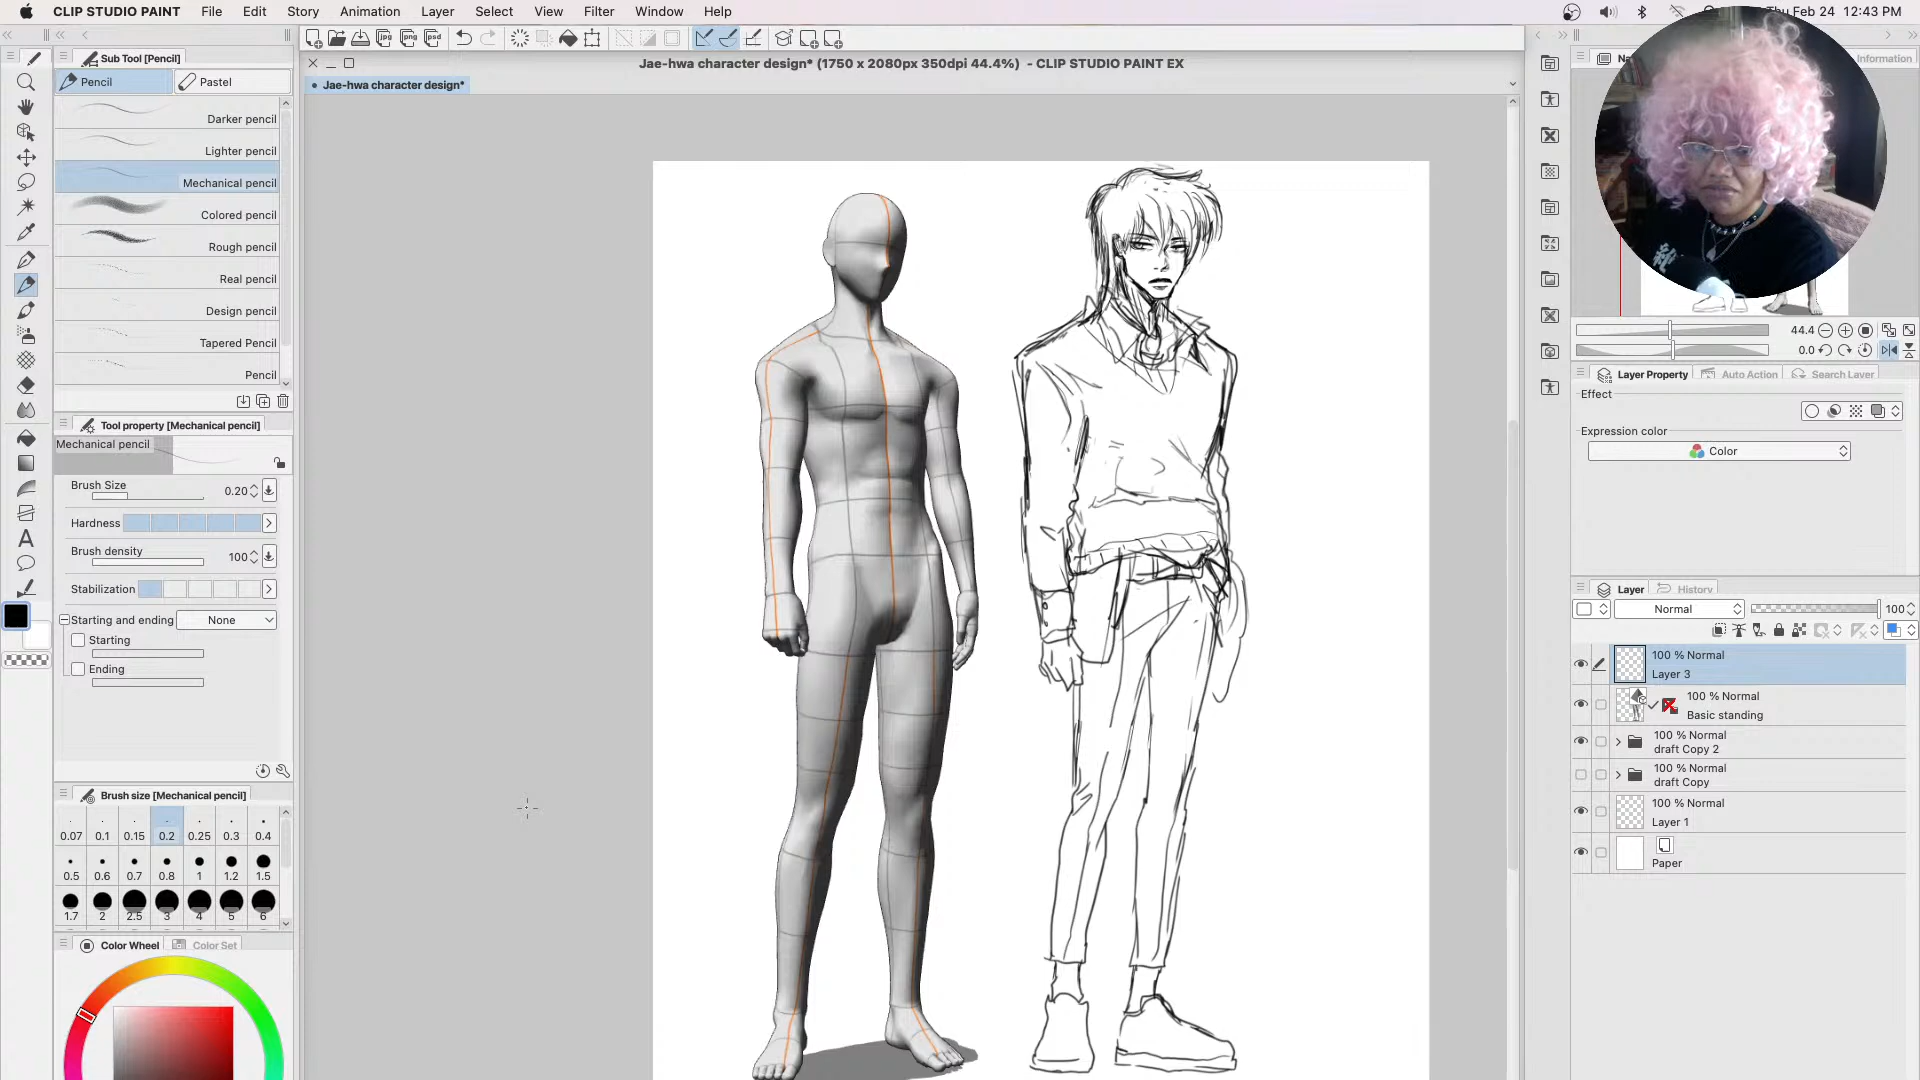 CLIP STUDIO PAINT File Edit Story Animation Layer Select View Filter Window Help
Thu Feb 24 12:43 PM
Jae-hwa character design* (1750 x 2080px 350dpi 44.4%) - CLIP STUDIO PAINT EX
Jae-hwa character design*
Sub Tool [Pencil]
Pencil Pastel
Darker pencil
Lighter pencil
Mechanical pencil
Colored pencil
Rough pencil
Real pencil
Design pencil
Tapered Pencil
Pencil
Tool property [Mechanical pencil]
Mechanical pencil
Brush Size 0.20
Hardness
Brush density 100
Stabilization
Starting and ending None
Starting
Ending
Brush size [Mechanical pencil]
0.07 0.1 0.15 0.2 0.25 0.3 0.4
0.5 0.6 0.7 0.8 1 1.2 1.5
1.7 2 2.5 3 4 5 6
Color Wheel Color Set
Information
44.4
0.0
Layer Property Auto Action Search Layer
Effect
Expression color
Color
Layer History
Normal 100
100 % Normal
Layer 3
100 % Normal
Basic standing
100 % Normal
draft Copy 2
100 % Normal
draft Copy
100 % Normal
Layer 1
Paper